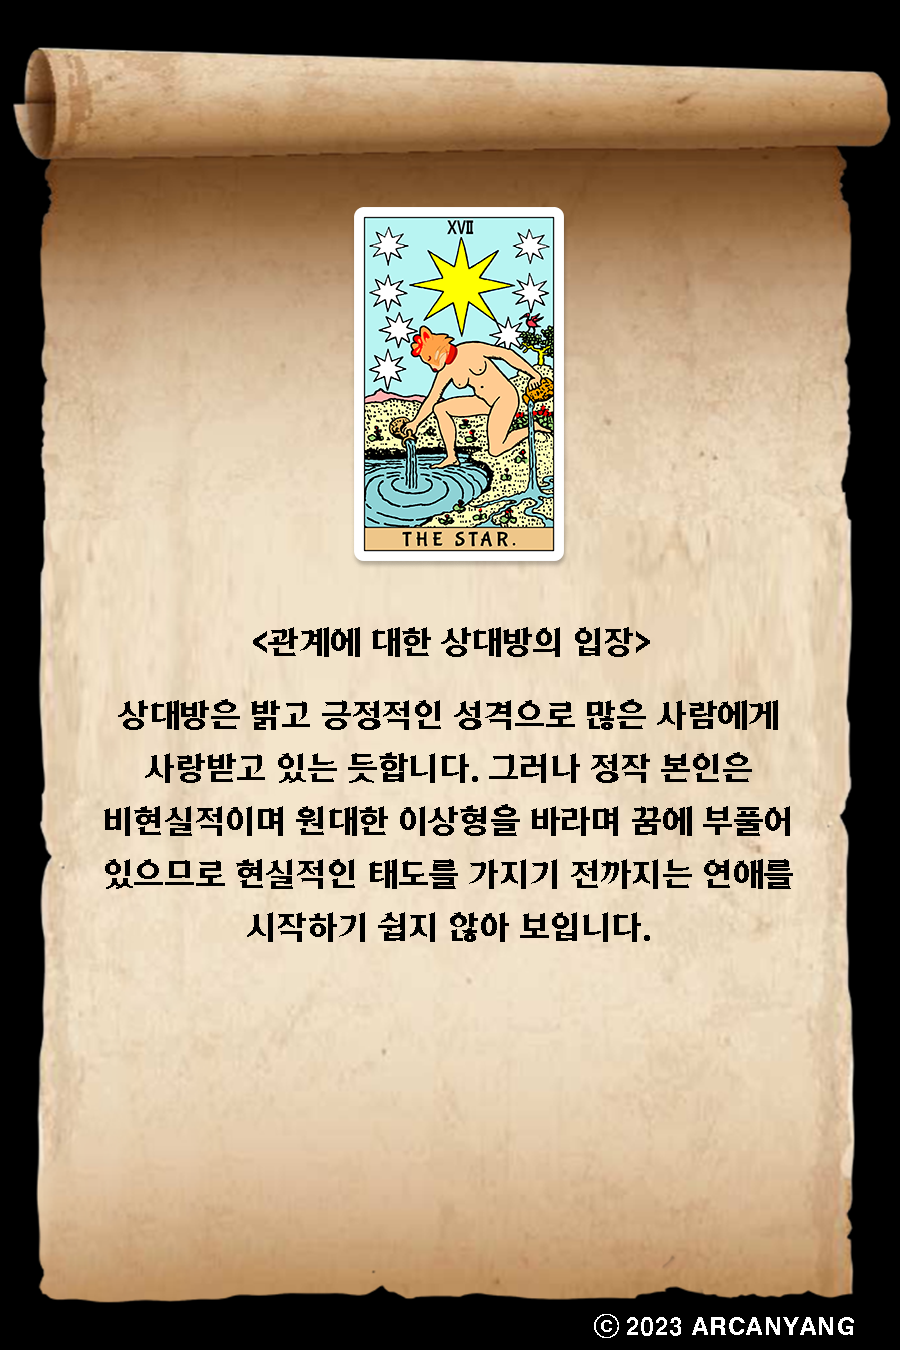 XVII
THE STAR.
<관계에 대한 상대방의 입장>
상대방은 밝고 긍정적인 성격으로 많은 사람에게
사랑받고 있는 듯합니다. 그러나 정작 본인은
비현실적이며 원대한 이상형을 바라며 꿈에 부풀어
있으므로 현실적인 태도를 가지기 전까지는 연애를
시작하기 쉽지 않아 보입니다.
ⓒ 2023 ARCANYANG